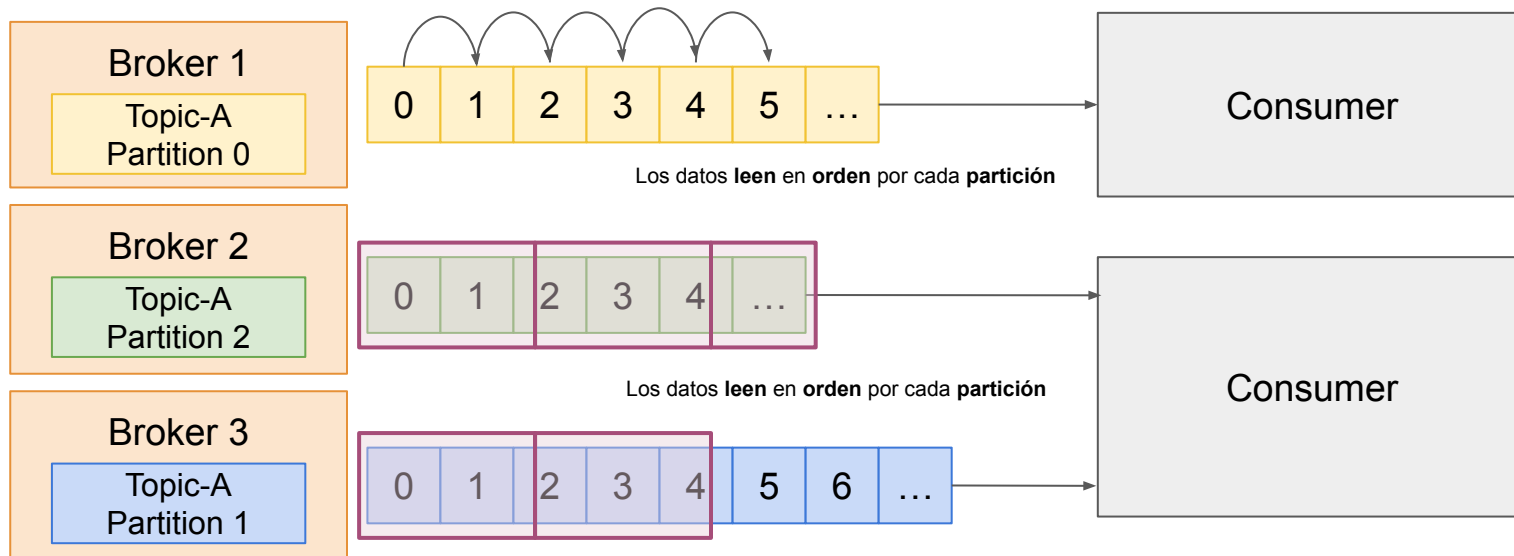 Broker 1
Topic-A
Partition 0
0 1 2 3 4 5 ...
Consumer
Los datos leen en orden por cada partición
Broker 2
Topic-A
Partition 2
0 1 2 3 4 ...
Consumer
Los datos leen en orden por cada partición
Broker 3
Topic-A
Partition 1
0 1 2 3 4 5 6 ...